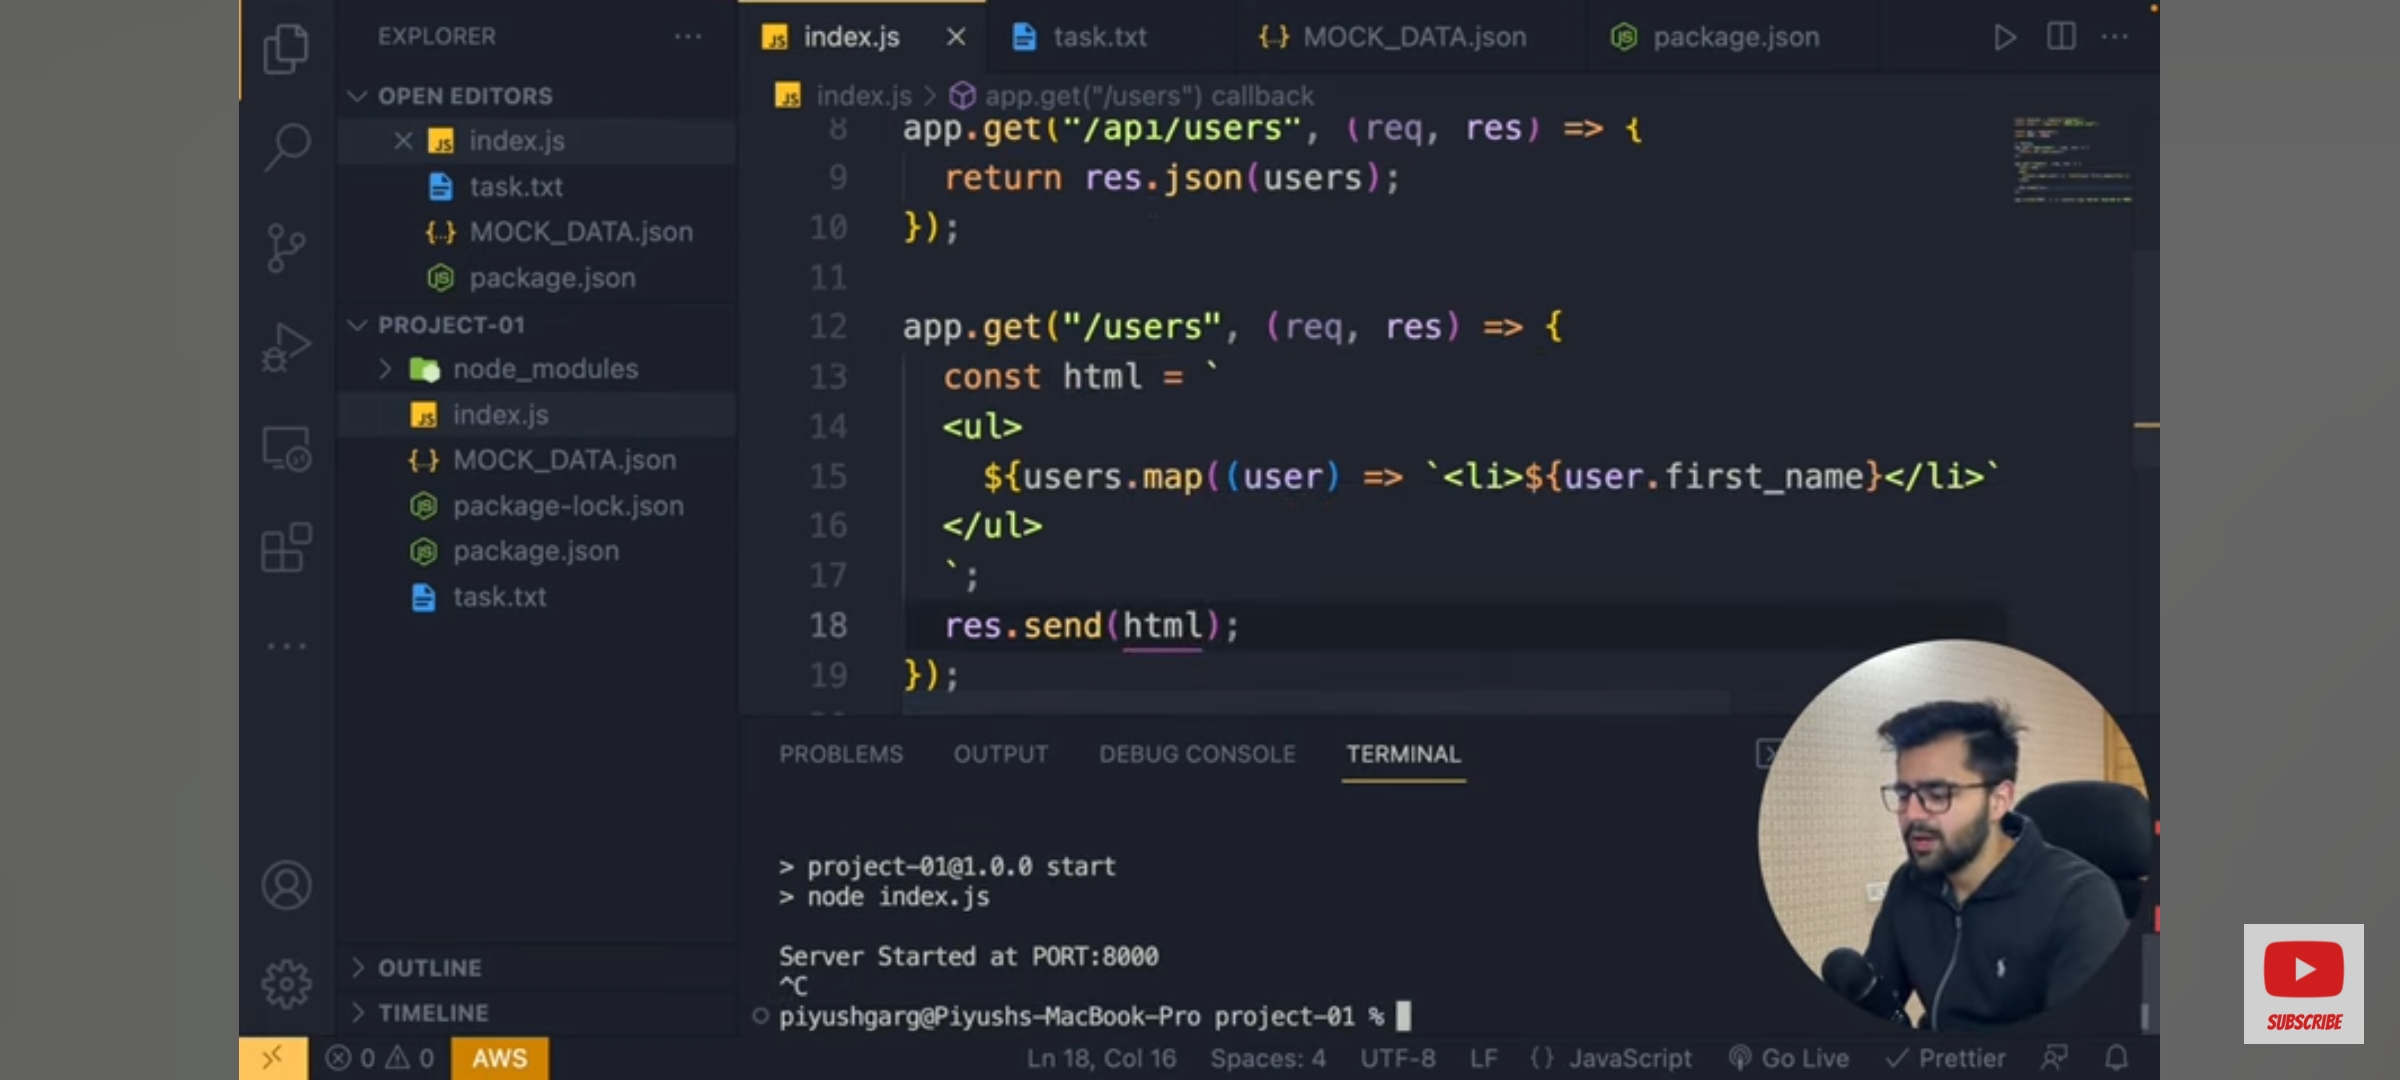 EXPLORER
OPEN EDITORS
index.js
task.txt
MOCK_DATA.json
package.json
PROJECT-01
node_modules
index.js
MOCK_DATA.json
package-lock.json
package.json
task.txt
OUTLINE
TIMELINE
index.js task.txt MOCK_DATA.json package.json
index.js > app.get("/users") callback
8 app.get("/api/users", (req, res) => {
9 return res.json(users);
10 });
11
12 app.get("/users", (req, res) => {
13 const html = `
14 <ul>
15 ${users.map((user) => `<li>${user.first_name}</li>`
16 </ul>
17 `;
18 res.send(html);
19 });
PROBLEMS OUTPUT DEBUG CONSOLE TERMINAL
> project-01@1.0.0 start
> node index.js
Server Started at PORT:8000
^C
piyushgarg@Piyushs-MacBook-Pro project-01 %
0 0 AWS Ln 18, Col 16 Spaces: 4 UTF-8 LF {} JavaScript Go Live Prettier
SUBSCRIBE